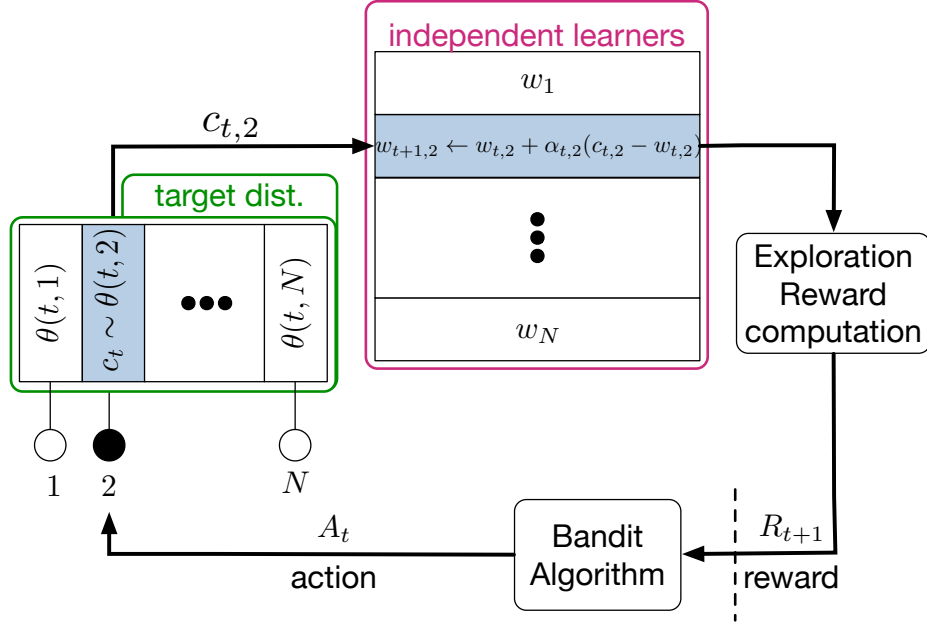 independent learners
w_1
c_{t,2}
w_{t+1,2} ← w_{t,2} + α_{t,2}(c_{t,2} − w_{t,2})
target dist.
θ(t, 1)
c_t ∼ θ(t, 2)
θ(t, N)
w_N
Exploration
Reward
computation
1
2
N
A_t
action
Bandit
Algorithm
R_{t+1}
reward